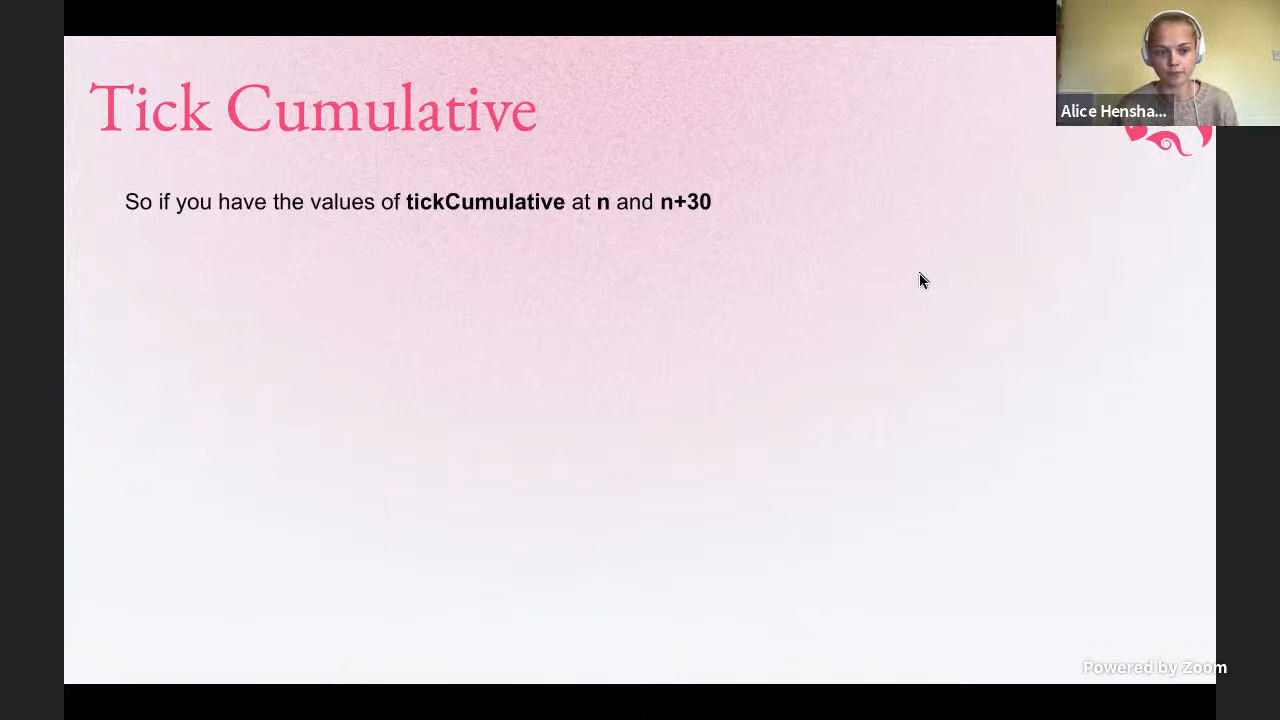 Tick Cumulative
Alice Hensha...
So if you have the values of tickCumulative at n and n+30
Powered by Zoom